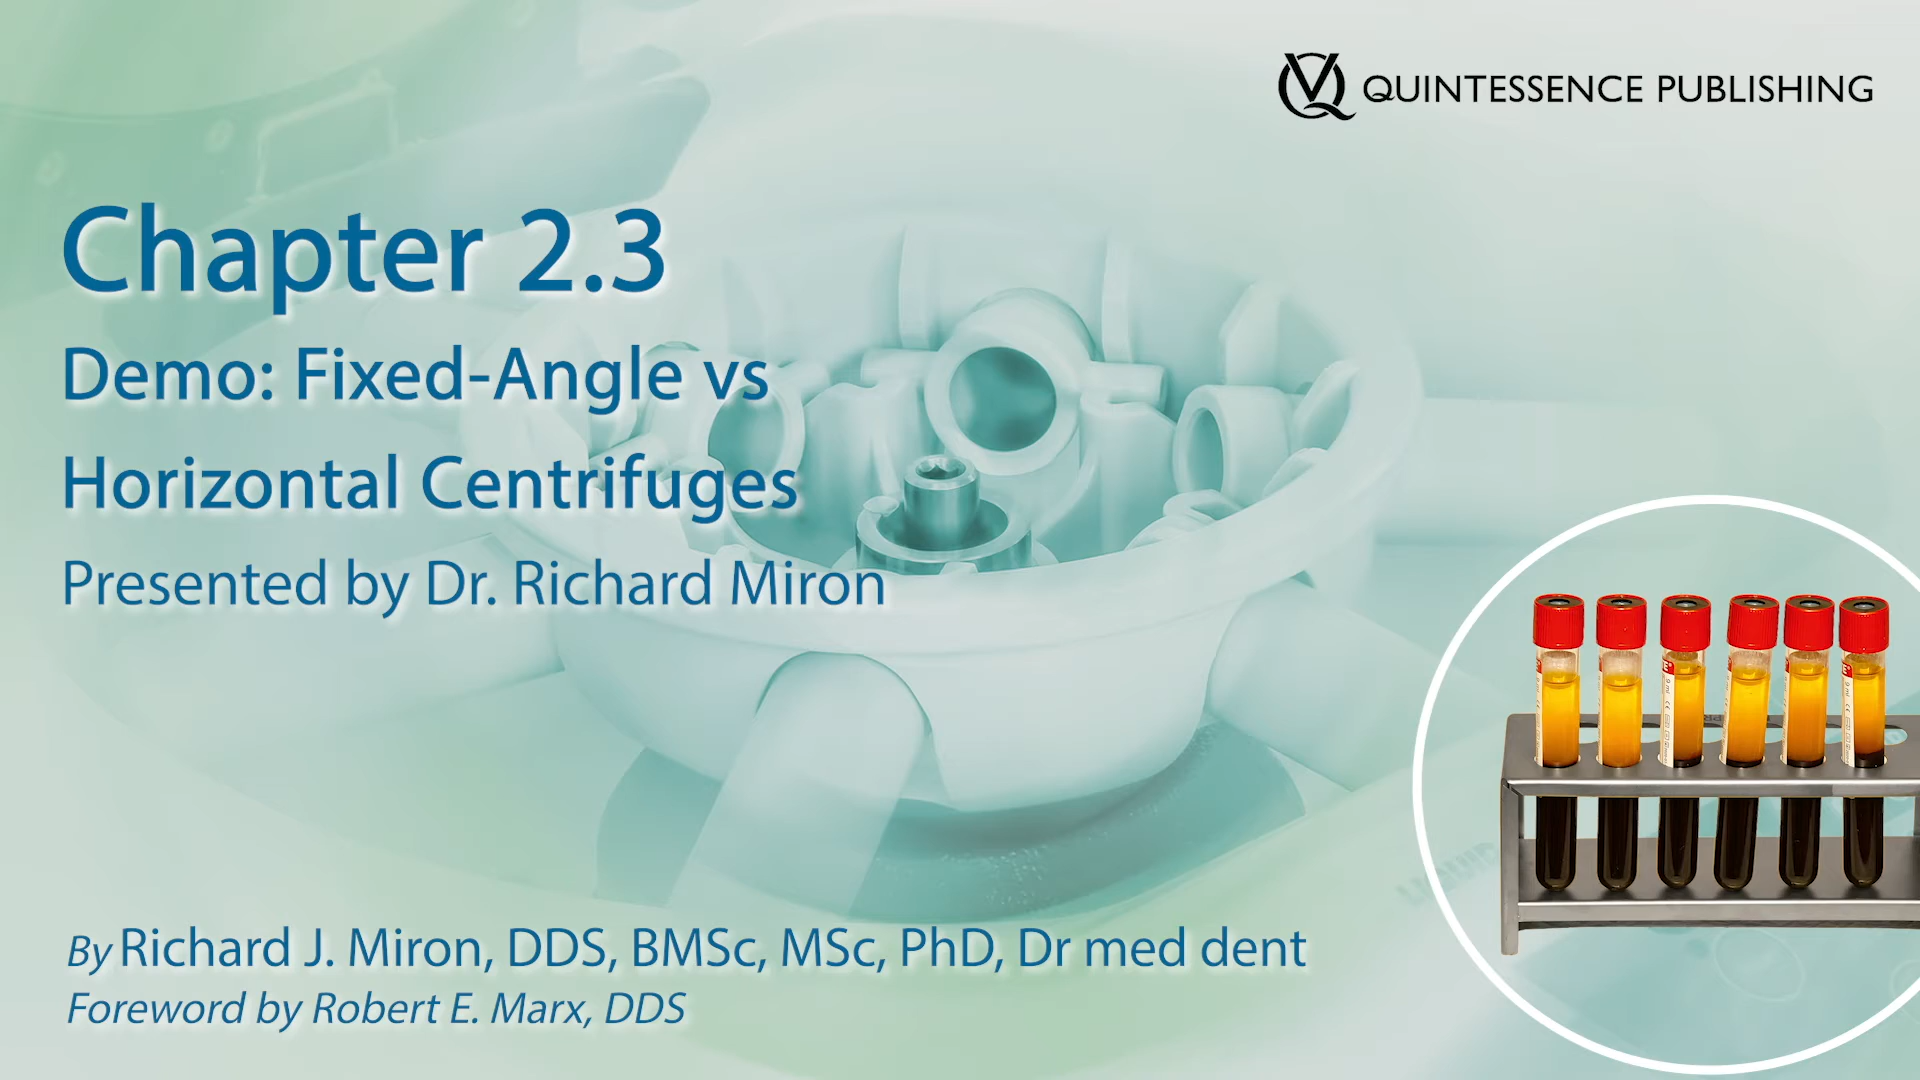 QUINTESSENCE PUBLISHING
Chapter 2.3
Demo: Fixed-Angle vs
Horizontal Centrifuges
Presented by Dr. Richard Miron
By Richard J. Miron, DDS, BMSc, MSc, PhD, Dr med dent
Foreword by Robert E. Marx, DDS